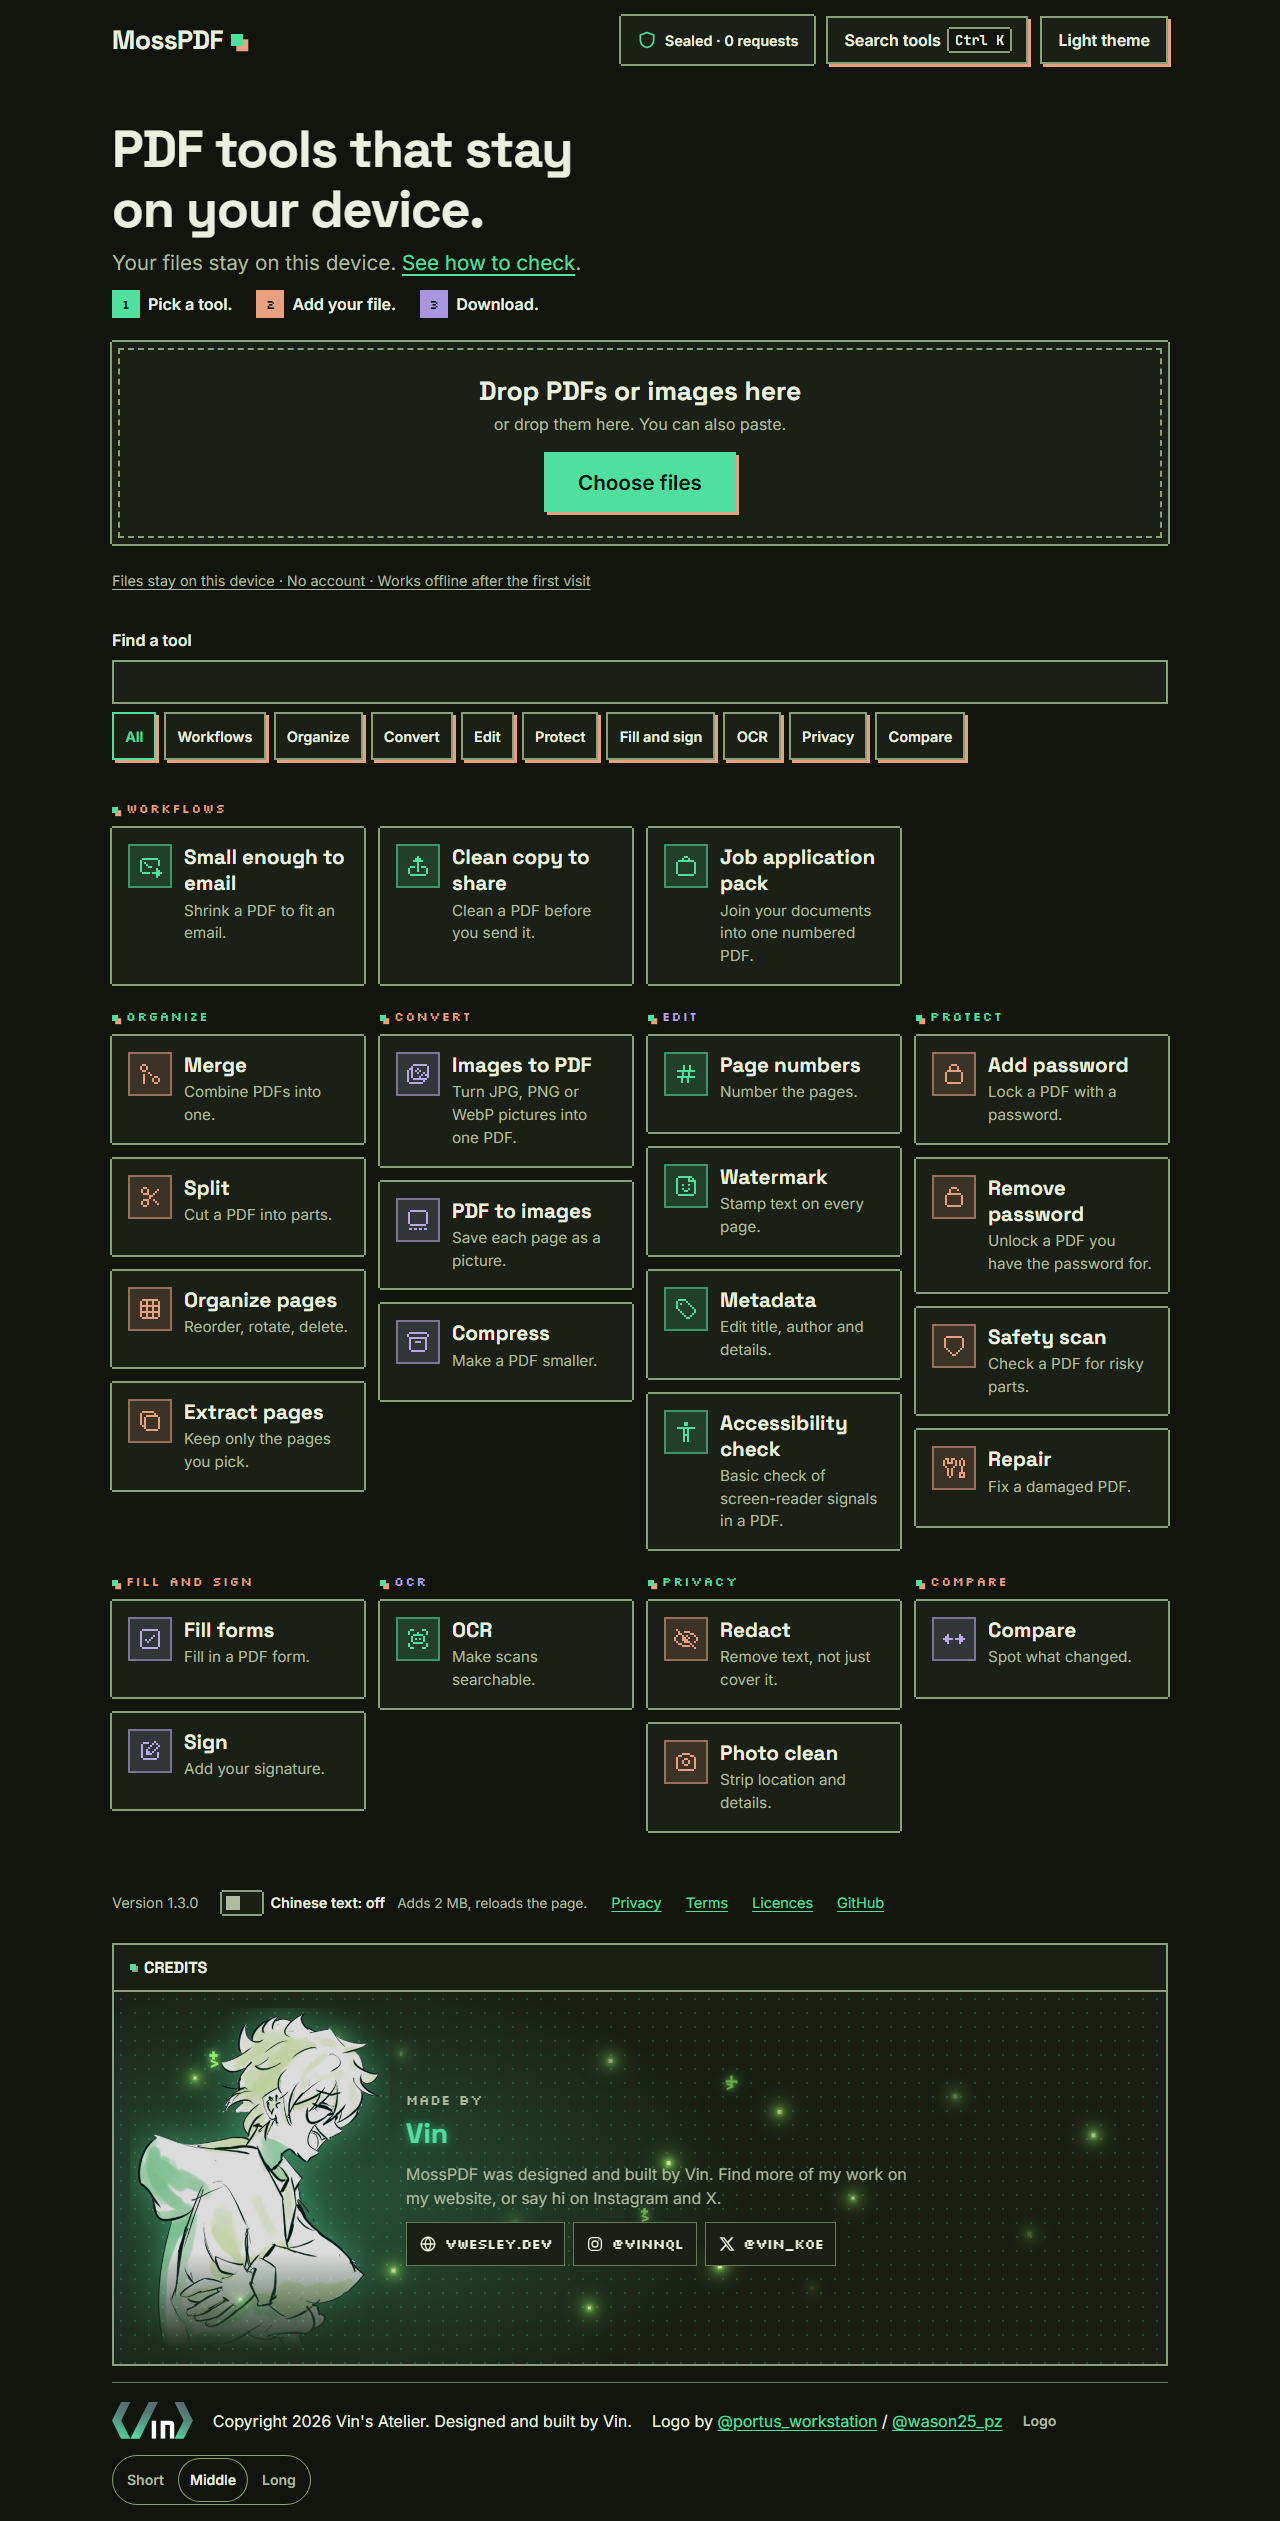 MossPDF
Sealed · 0 requests
Search tools Ctrl K
Light theme
PDF tools that stay
on your device.
Your files stay on this device. See how to check.
1 Pick a tool.
2 Add your file.
3 Download.
Drop PDFs or images here
or drop them here. You can also paste.
Choose files
Files stay on this device · No account · Works offline after the first visit
Find a tool
All
Workflows
Organize
Convert
Edit
Protect
Fill and sign
OCR
Privacy
Compare
WORKFLOWS
Small enough to
email
Shrink a PDF to fit an
email.
Clean copy to
share
Clean a PDF before
you send it.
Job application
pack
Join your documents
into one numbered
PDF.
ORGANIZE
Merge
Combine PDFs into
one.
Split
Cut a PDF into parts.
Organize pages
Reorder, rotate, delete.
Extract pages
Keep only the pages
you pick.
CONVERT
Images to PDF
Turn JPG, PNG or
WebP pictures into
one PDF.
PDF to images
Save each page as a
picture.
Compress
Make a PDF smaller.
EDIT
Page numbers
Number the pages.
Watermark
Stamp text on every
page.
Metadata
Edit title, author and
details.
Accessibility
check
Basic check of
screen-reader signals
in a PDF.
PROTECT
Add password
Lock a PDF with a
password.
Remove
password
Unlock a PDF you
have the password for.
Safety scan
Check a PDF for risky
parts.
Repair
Fix a damaged PDF.
FILL AND SIGN
Fill forms
Fill in a PDF form.
Sign
Add your signature.
OCR
OCR
Make scans
searchable.
PRIVACY
Redact
Remove text, not just
cover it.
Photo clean
Strip location and
details.
COMPARE
Compare
Spot what changed.
Version 1.3.0
Chinese text: off
Adds 2 MB, reloads the page.
Privacy
Terms
Licences
GitHub
CREDITS
MADE BY
Vin
MossPDF was designed and built by Vin. Find more of my work on
my website, or say hi on Instagram and X.
VWESLEY.DEV
@VINNQL
@VIN_KOE
Vin
Copyright 2026 Vin's Atelier. Designed and built by Vin.
Logo by @portus_workstation / @wason25_pz
Logo
Short
Middle
Long